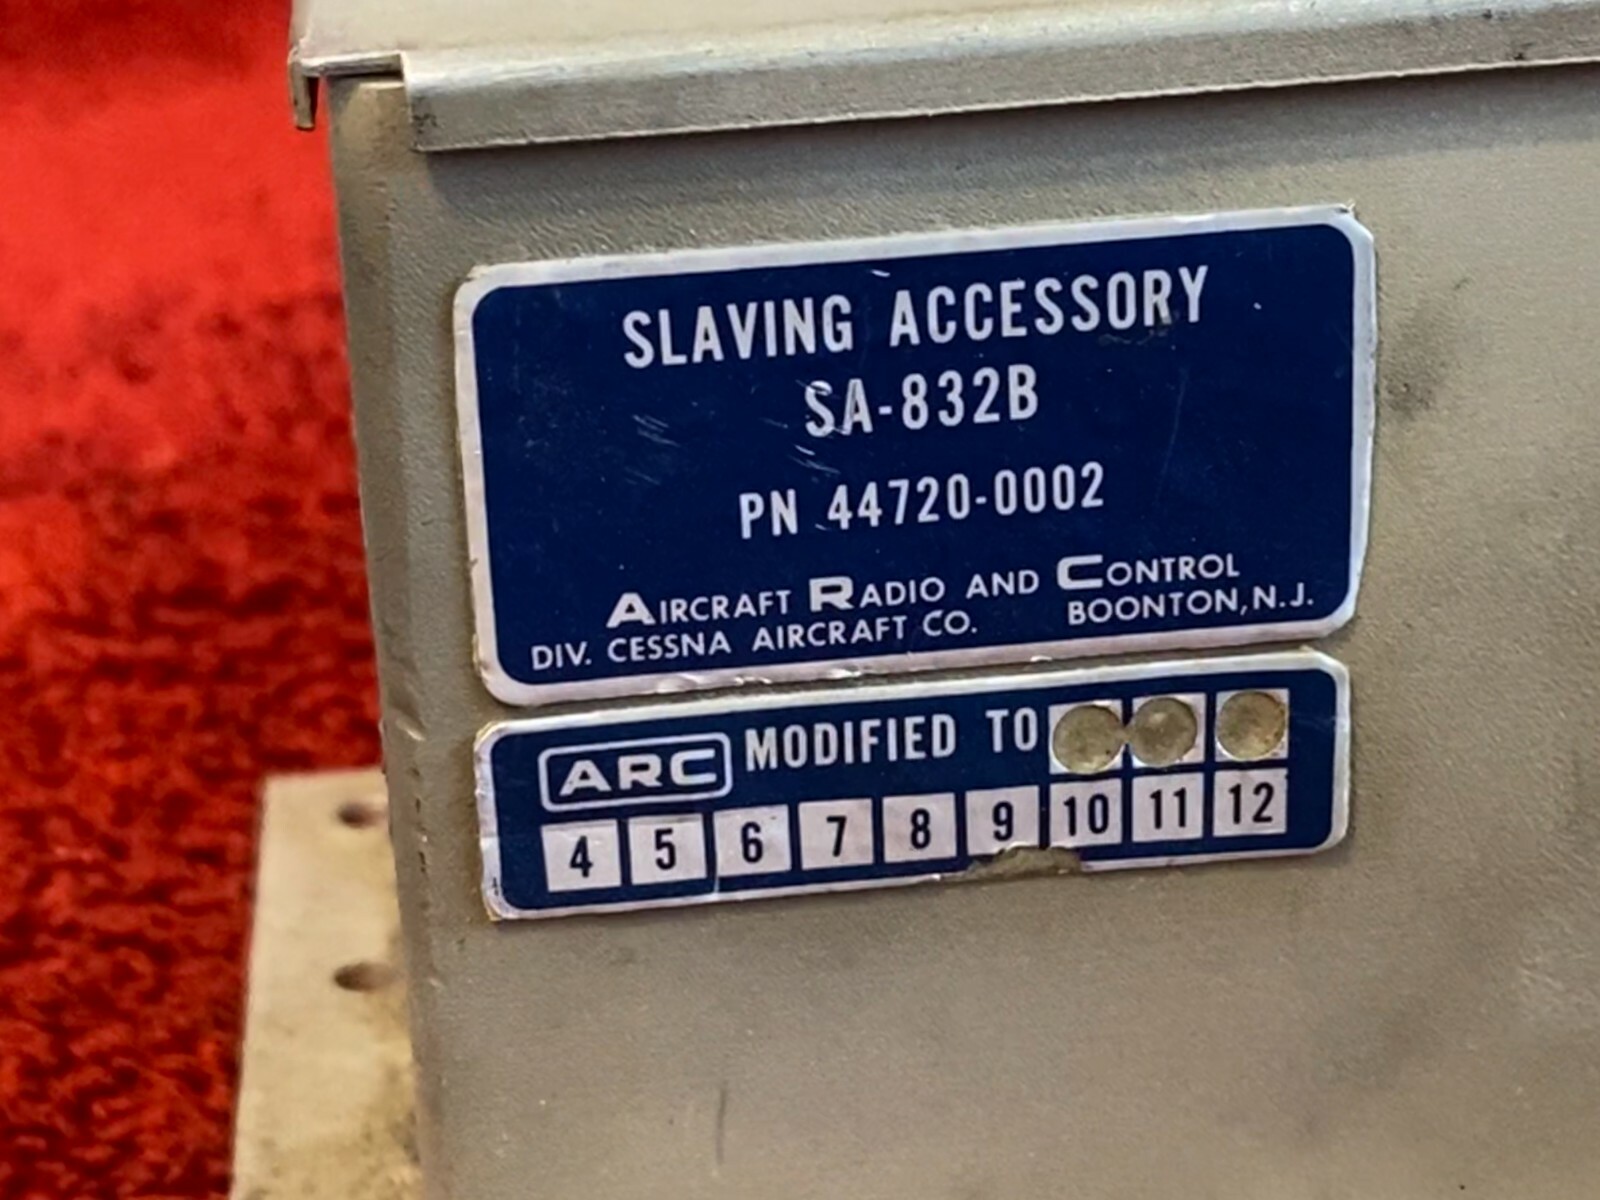 SLAVING ACCESSORY
SA-832B
PN 44720-0002
AIRCRAFT RADIO AND CONTROL
DIV. CESSNA AIRCRAFT CO. BOONTON, N.J.
ARC MODIFIED TO
4 5 6 7 8 9 10 11 12